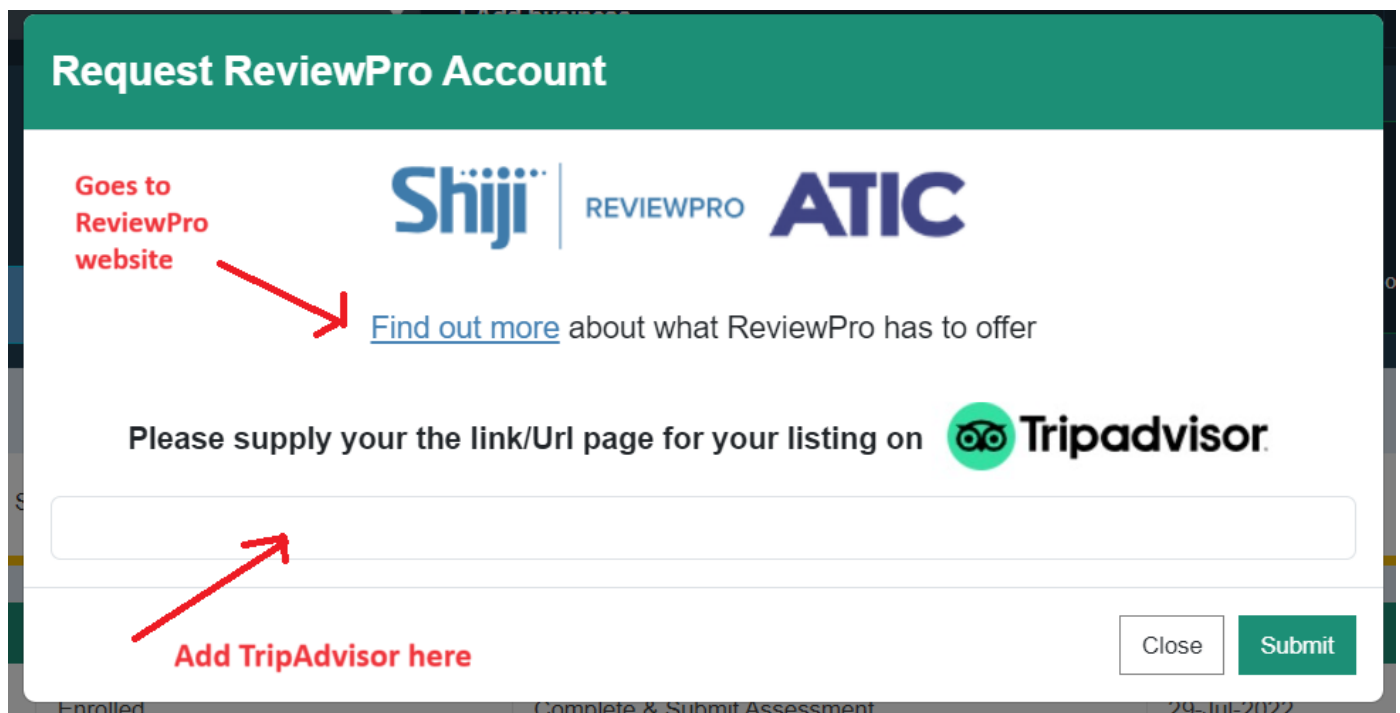 + Add business
Request ReviewPro Account
Goes to
ReviewPro
website
Shiji REVIEWPRO ATIC
Find out more about what ReviewPro has to offer
Please supply your the link/Url page for your listing on Tripadvisor
Add TripAdvisor here
Close Submit
Enrolled Complete & Submit Assessment 29-Jul-2022